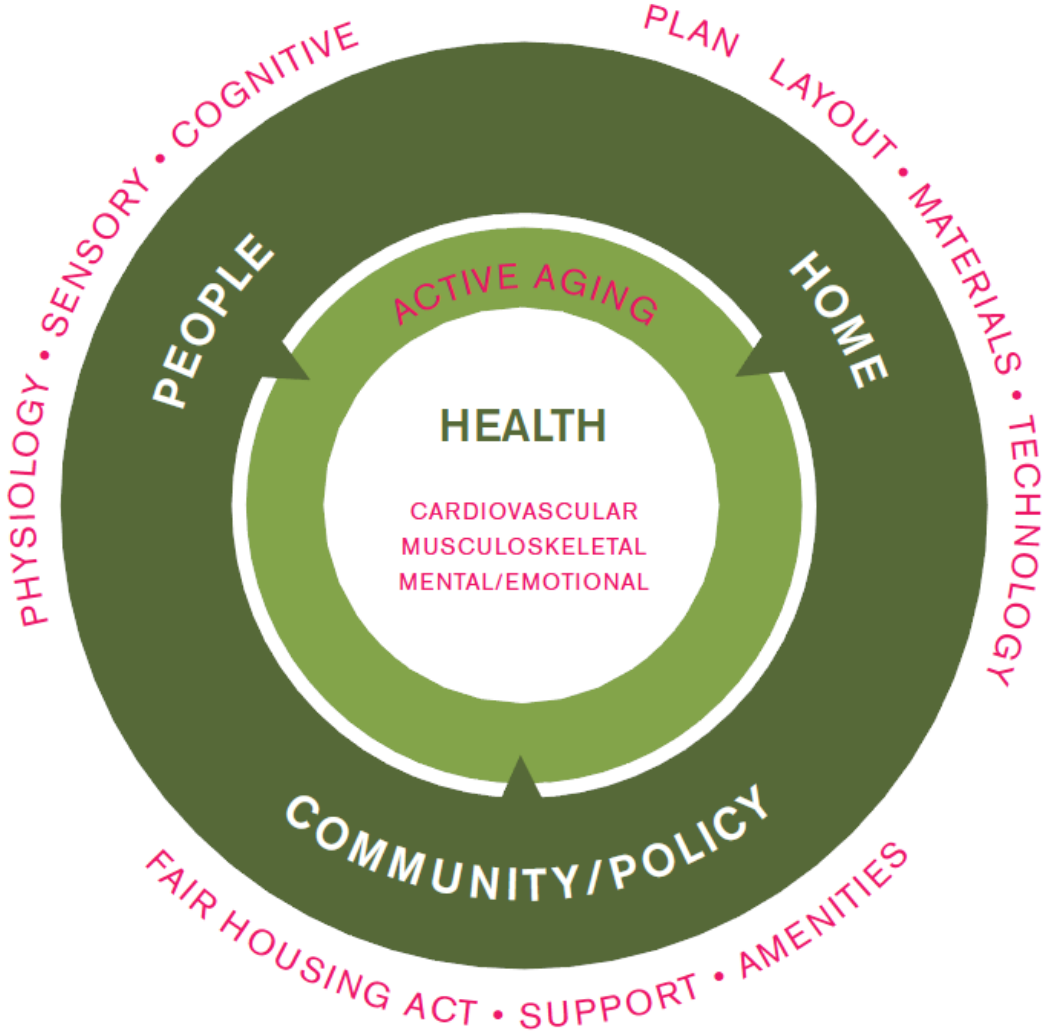 PHYSIOLOGY • SENSORY • COGNITIVE
PLAN LAYOUT • MATERIALS • TECHNOLOGY
PEOPLE
HOME
ACTIVE AGING
HEALTH
CARDIOVASCULAR
MUSCULOSKELETAL
MENTAL/EMOTIONAL
COMMUNITY/POLICY
FAIR HOUSING ACT • SUPPORT • AMENITIES